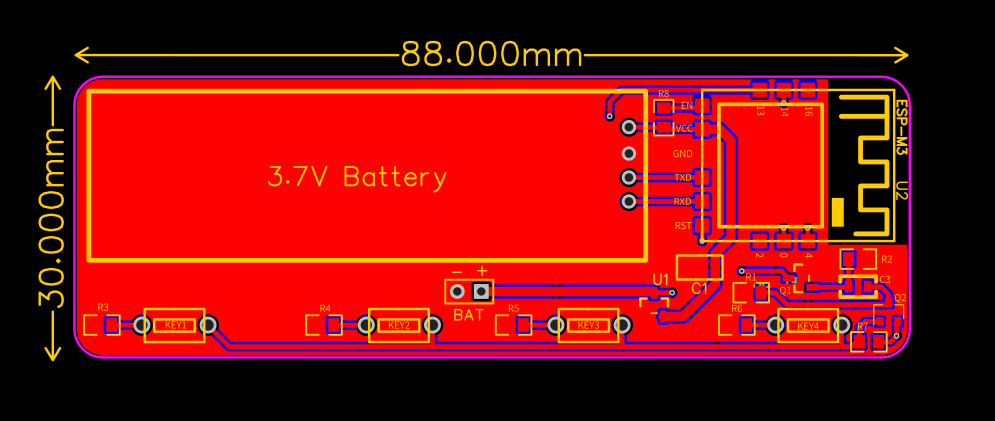 88.000mm
30.000mm
3.7V Battery
R8
EN
VCC
GND
TXD
RXD
RST
13
14
16
2
0
4
ESP-M3
U2
U1
C1
R1
Q1
R2
C3
Q2
R7
- +
BAT
R3
KEY1
R4
KEY2
R5
KEY3
R6
KEY4